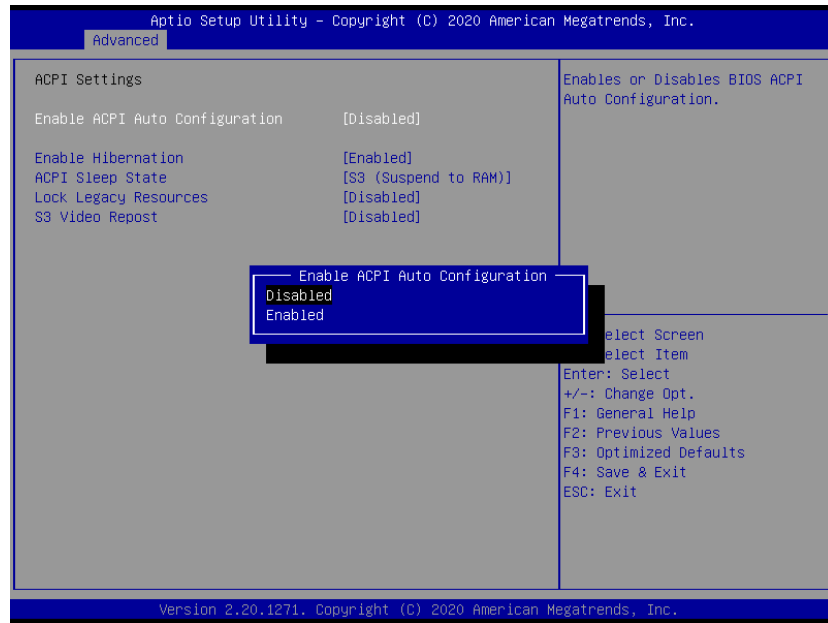 Aptio Setup Utility – Copyright (C) 2020 American Megatrends, Inc.
Advanced
ACPI Settings
Enable ACPI Auto Configuration [Disabled]
Enable Hibernation [Enabled]
ACPI Sleep State [S3 (Suspend to RAM)]
Lock Legacy Resources [Disabled]
S3 Video Repost [Disabled]
Enable ACPI Auto Configuration
Disabled
Enabled
Enables or Disables BIOS ACPI
Auto Configuration.
elect Screen
elect Item
Enter: Select
+/-: Change Opt.
F1: General Help
F2: Previous Values
F3: Optimized Defaults
F4: Save & Exit
ESC: Exit
Version 2.20.1271. Copyright (C) 2020 American Megatrends, Inc.